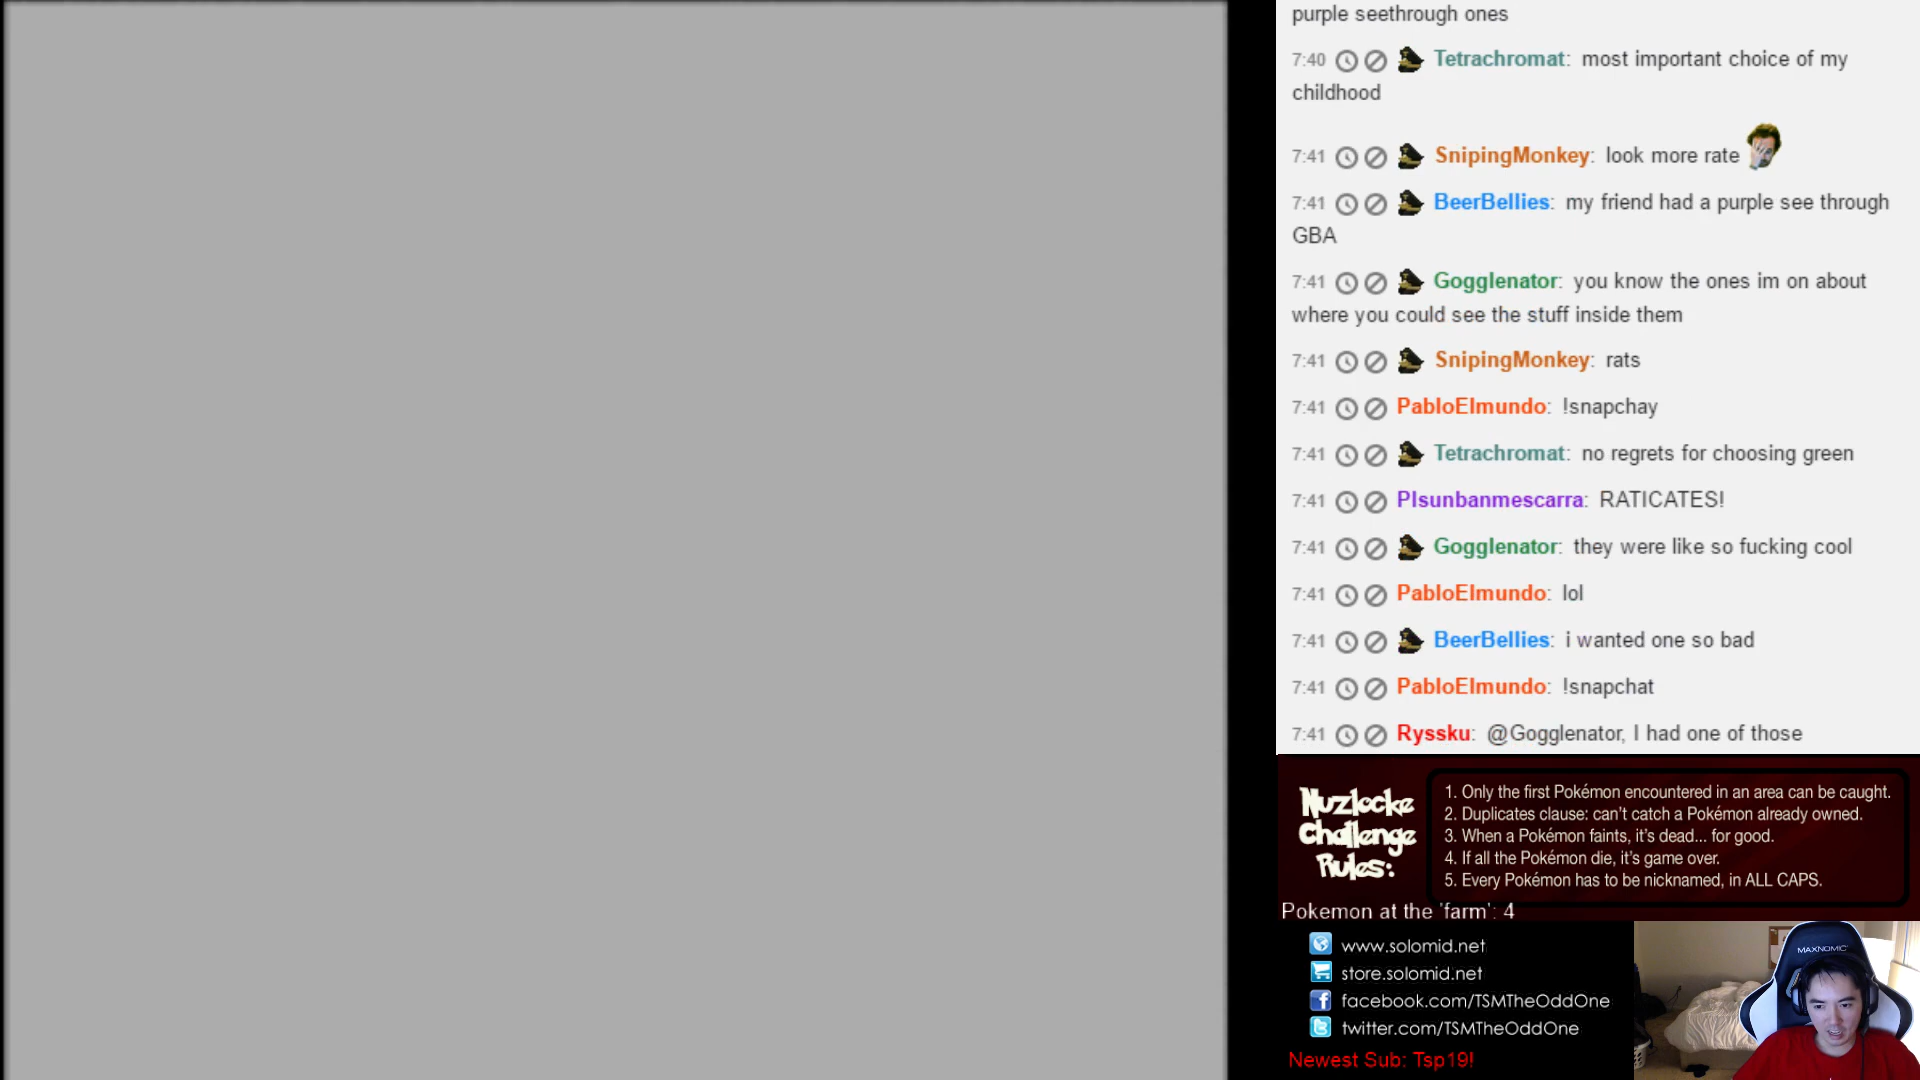 purple seethrough ones
7:40 Tetrachromat: most important choice of my
childhood
7:41 SnipingMonkey: look more rate
7:41 BeerBellies: my friend had a purple see through
GBA
7:41 Gogglenator: you know the ones im on about
where you could see the stuff inside them
7:41 SnipingMonkey: rats
7:41 PabloElmundo: !snapchay
7:41 Tetrachromat: no regrets for choosing green
7:41 Plsunbanmescarra: RATICATES!
7:41 Gogglenator: they were like so fucking cool
7:41 PabloElmundo: lol
7:41 BeerBellies: i wanted one so bad
7:41 PabloElmundo: !snapchat
7:41 Ryssku: @Gogglenator, I had one of those
Nuzlocke
Challenge
Rules:
1. Only the first Pokémon encountered in an area can be caught.
2. Duplicates clause: can't catch a Pokémon already owned.
3. When a Pokémon faints, it's dead... for good.
4. If all the Pokémon die, it's game over.
5. Every Pokémon has to be nicknamed, in ALL CAPS.
Pokemon at the 'farm': 4
www.solomid.net
store.solomid.net
facebook.com/TSMTheOddOne
twitter.com/TSMTheOddOne
Newest Sub: Tsp19!
MAXNOMIC